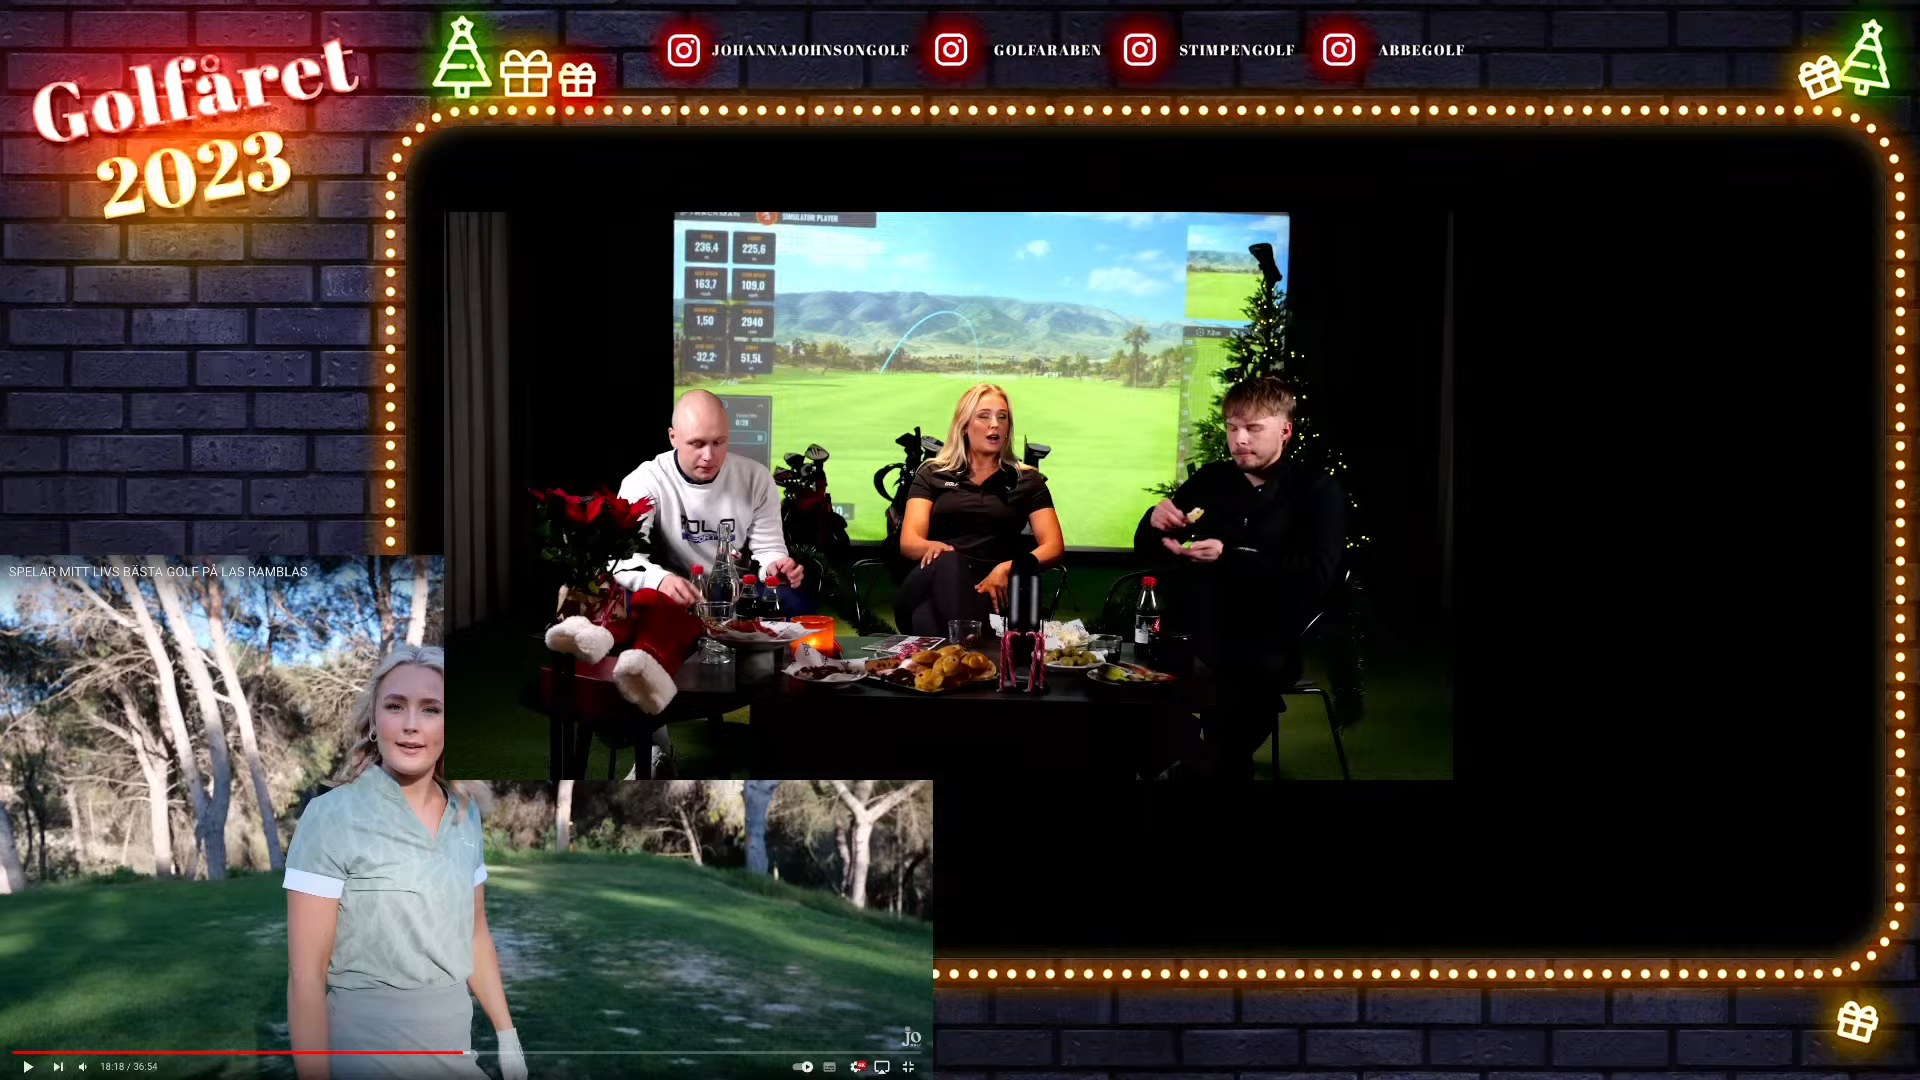 Golfåret
2023
JOHANNAJOHNSONGOLF
GOLFARABEN
STIMPENGOLF
ABBEGOLF
SIMULATOR PLAYER
236,4
225,6
163,7
109,0
1,50
2940
-32,2°
51,5L
SPELAR MITT LIVS BÄSTA GOLF PÅ LAS RAMBLAS
jo
18:18 / 36:54